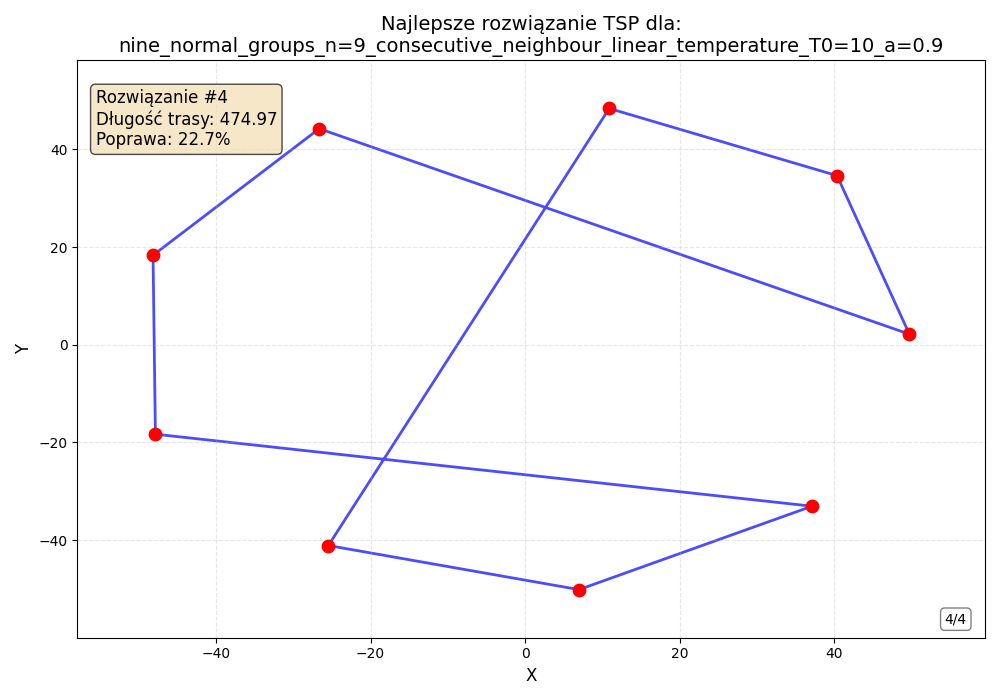 Najlepsze rozwiązanie TSP dla:
nine_normal_groups_n=9_consecutive_neighbour_linear_temperature_T0=10_a=0.9
Rozwiązanie #4
Długość trasy: 474.97
Poprawa: 22.7%
40
20
0
−20
−40
Y
4/4
−40
−20
0
20
40
X